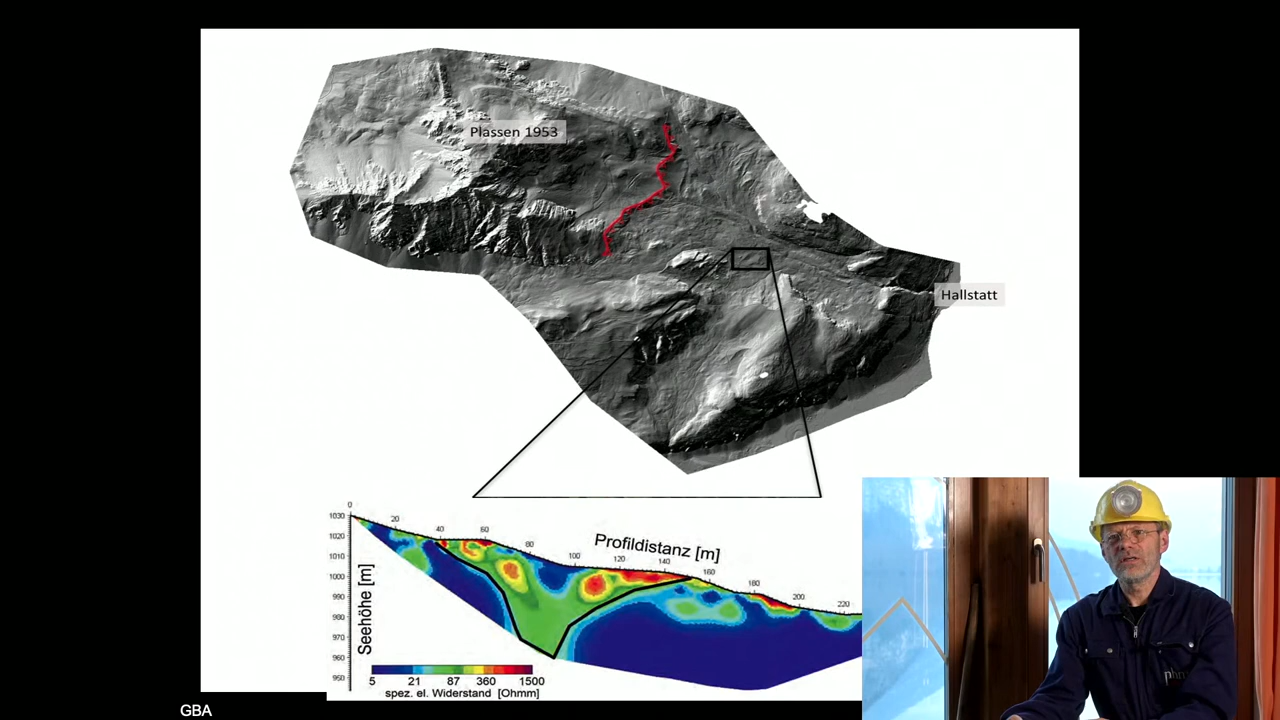 Plassen 1953
Hallstatt
Profildistanz [m]
0
20
40
60
80
100
120
140
160
180
200
220
Seehöhe [m]
1030
1020
1010
1000
990
980
970
960
950
5 21 87 360 1500
spez. el. Widerstand [Ohmm]
nhm
GBA